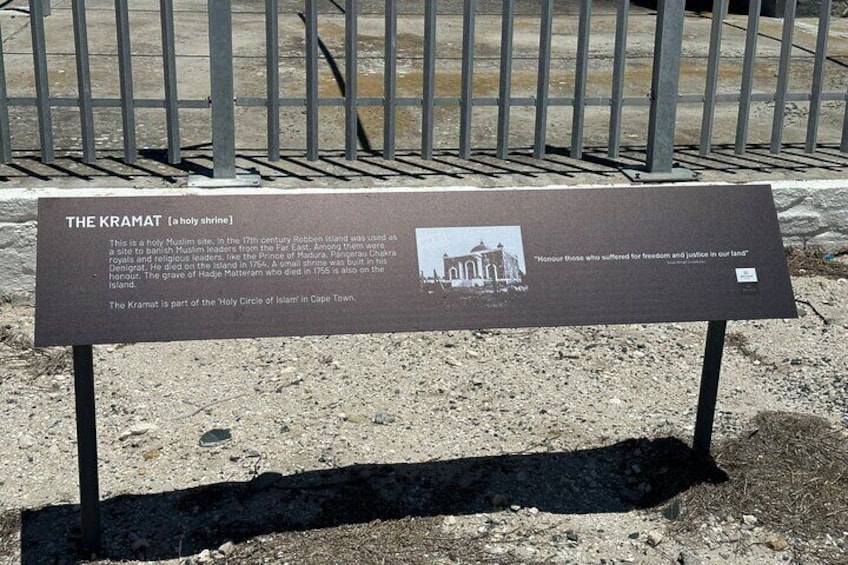 THE KRAMAT [a holy shrine]
This is a holy Muslim site. In the 17th century Robben Island was used as
a site to banish Muslim leaders from the Far East. Among them were
royals and religious leaders, like the Prince of Madura, Pangerau Chakra
Denigrat. He died on the island in 1754. A small shrine was built in his
honour. The grave of Hadje Matteram who died in 1755 is also on the
Island.
The Kramat is part of the 'Holy Circle of Islam' in Cape Town.
"Honour those who suffered for freedom and justice in our land"